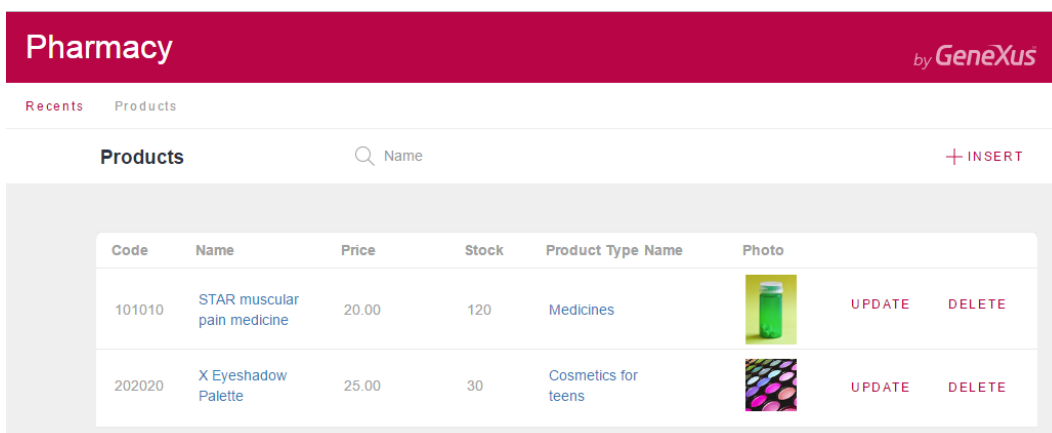 Pharmacy
by GeneXus
Recents Products
Products Name INSERT
Code Name Price Stock Product Type Name Photo
101010 STAR muscular pain medicine 20.00 120 Medicines UPDATE DELETE
202020 X Eyeshadow Palette 25.00 30 Cosmetics for teens UPDATE DELETE